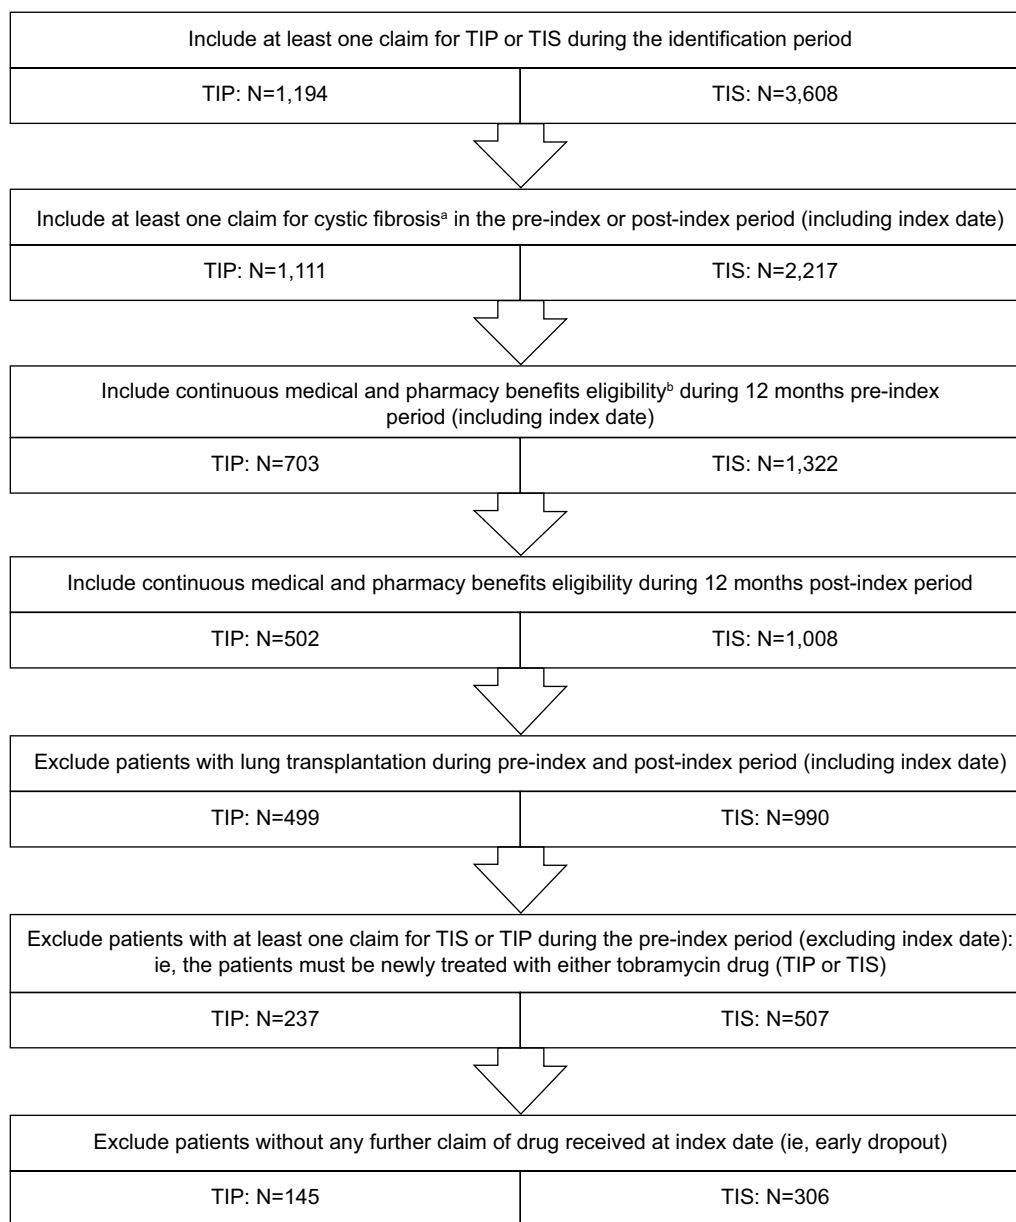 Include at least one claim for TIP or TIS during the identification period
TIP: N=1,194
TIS: N=3,608
Include at least one claim for cystic fibrosisᵃ in the pre-index or post-index period (including index date)
TIP: N=1,111
TIS: N=2,217
Include continuous medical and pharmacy benefits eligibilityᵇ during 12 months pre-index
period (including index date)
TIP: N=703
TIS: N=1,322
Include continuous medical and pharmacy benefits eligibility during 12 months post-index period
TIP: N=502
TIS: N=1,008
Exclude patients with lung transplantation during pre-index and post-index period (including index date)
TIP: N=499
TIS: N=990
Exclude patients with at least one claim for TIS or TIP during the pre-index period (excluding index date):
ie, the patients must be newly treated with either tobramycin drug (TIP or TIS)
TIP: N=237
TIS: N=507
Exclude patients without any further claim of drug received at index date (ie, early dropout)
TIP: N=145
TIS: N=306